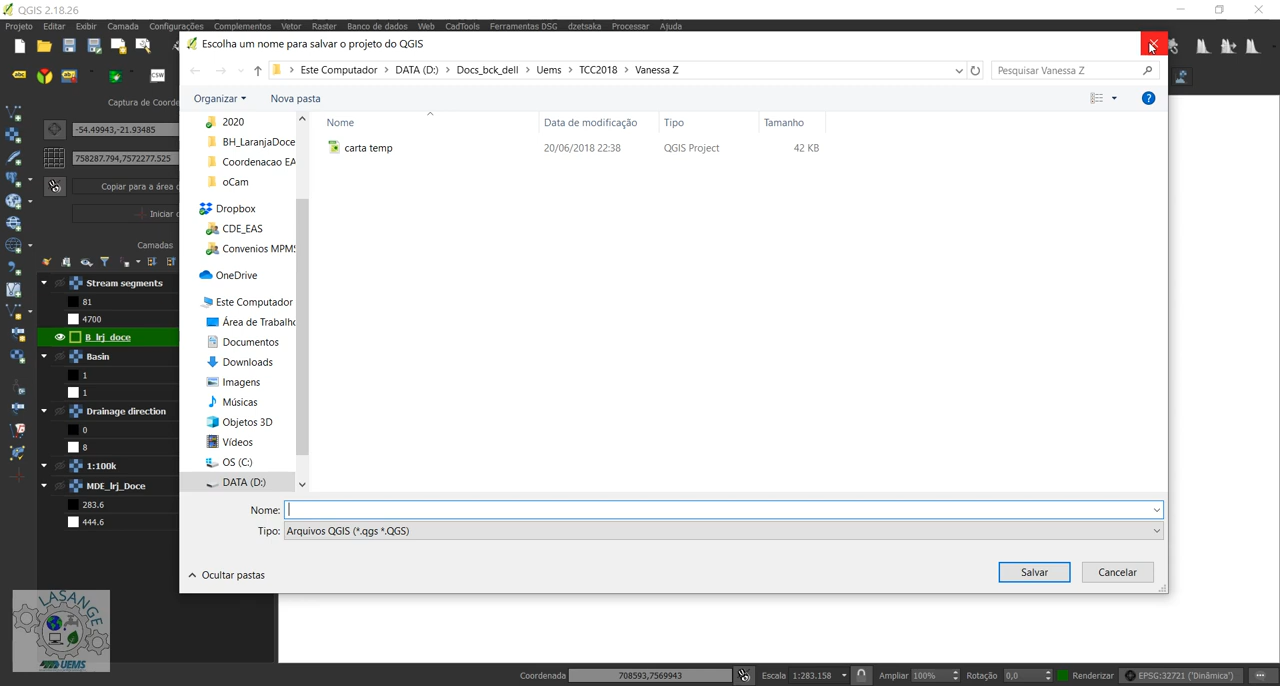 QGIS 2.18.26
Projeto Editar Exibir Camada Configurações Complementos Vetor Raster Banco de dados Web CadTools Ferramentas DSG dzetsaka Processar Ajuda
Escolha um nome para salvar o projeto do QGIS
Este Computador > DATA (D:) > Docs_bck_dell > Uems > TCC2018 > Vanessa Z
Pesquisar Vanessa Z
Organizar
Nova pasta
Captura de Coorde
-54.49943,-21.93485
758287.794,7572277.525
Copiar para a área
Iniciar
Camadas
Stream segments
81
4700
B_lrj_doce
Basin
1
1
Drainage direction
0
8
1:100k
MDE_lrj_Doce
283.6
444.6
2020
BH_LaranjaDoce
Coordenacao EA
oCam
Dropbox
CDE_EAS
Convenios MPMS
OneDrive
Este Computador
Área de Trabalho
Documentos
Downloads
Imagens
Músicas
Objetos 3D
Vídeos
OS (C:)
DATA (D:)
Nome Data de modificação Tipo Tamanho
carta temp 20/06/2018 22:38 QGIS Project 42 KB
Nome:
Tipo: Arquivos QGIS (*.qgs *.QGS)
Ocultar pastas
Salvar
Cancelar
CSW
abc
LASANGE
UEMS
Coordenada 708593,7569943 Escala 1:283.158 Ampliar 100% Rotação 0,0 Renderizar EPSG:32721 ('Dinâmica')